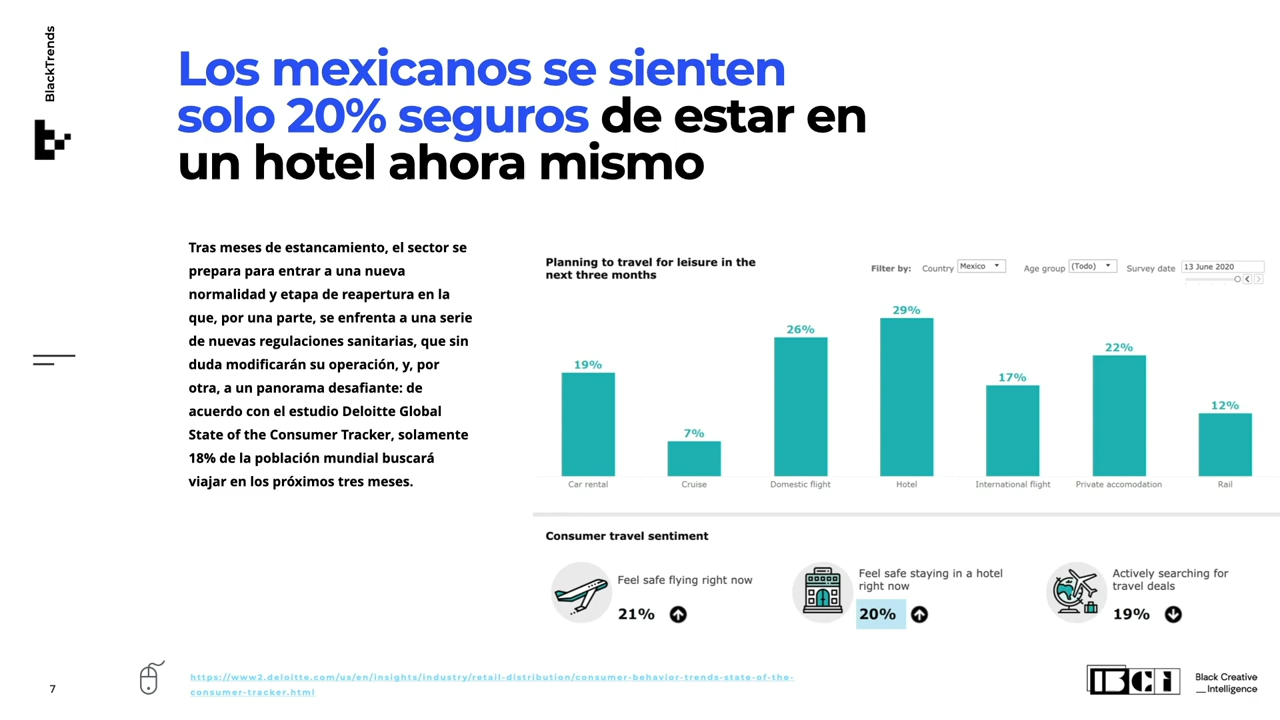 BlackTrends
Los mexicanos se sienten
solo 20% seguros de estar en
un hotel ahora mismo
Tras meses de estancamiento, el sector se
prepara para entrar a una nueva
normalidad y etapa de reapertura en la
que, por una parte, se enfrenta a una serie
de nuevas regulaciones sanitarias, que sin
duda modificarán su operación, y, por
otra, a un panorama desafiante: de
acuerdo con el estudio Deloitte Global
State of the Consumer Tracker, solamente
18% de la población mundial buscará
viajar en los próximos tres meses.
Planning to travel for leisure in the
next three months
Filter by: Country Mexico Age group (Todo) Survey date 13 June 2020
19% 7% 26% 29% 17% 22% 12%
Car rental Cruise Domestic flight Hotel International flight Private accomodation Rail
Consumer travel sentiment
Feel safe flying right now
21%
Feel safe staying in a hotel
right now
20%
Actively searching for
travel deals
19%
https://www2.deloitte.com/us/en/insights/industry/retail-distribution/consumer-behavior-trends-state-of-the-
consumer-tracker.html
7
BCi
Black Creative
__Intelligence